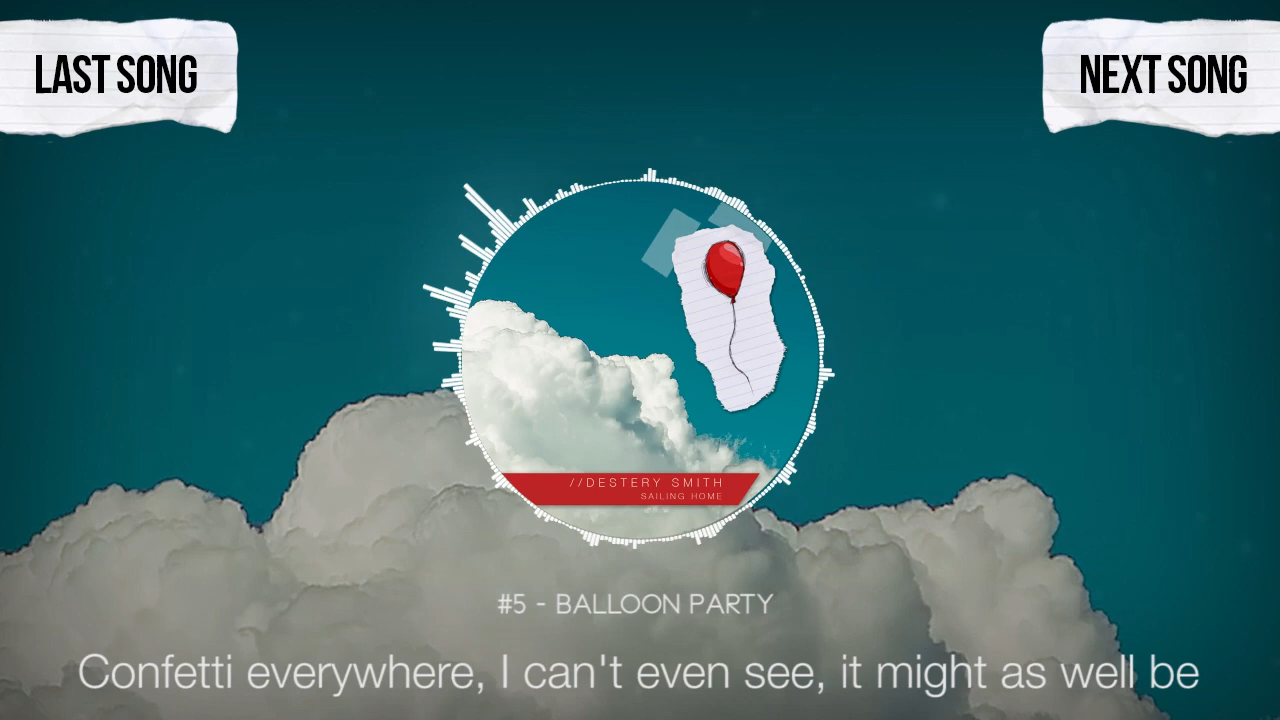 LAST SONG
NEXT SONG
//DESTERY SMITH
SAILING HOME
#5 - BALLOON PARTY
Confetti everywhere, I can't even see, it might as well be